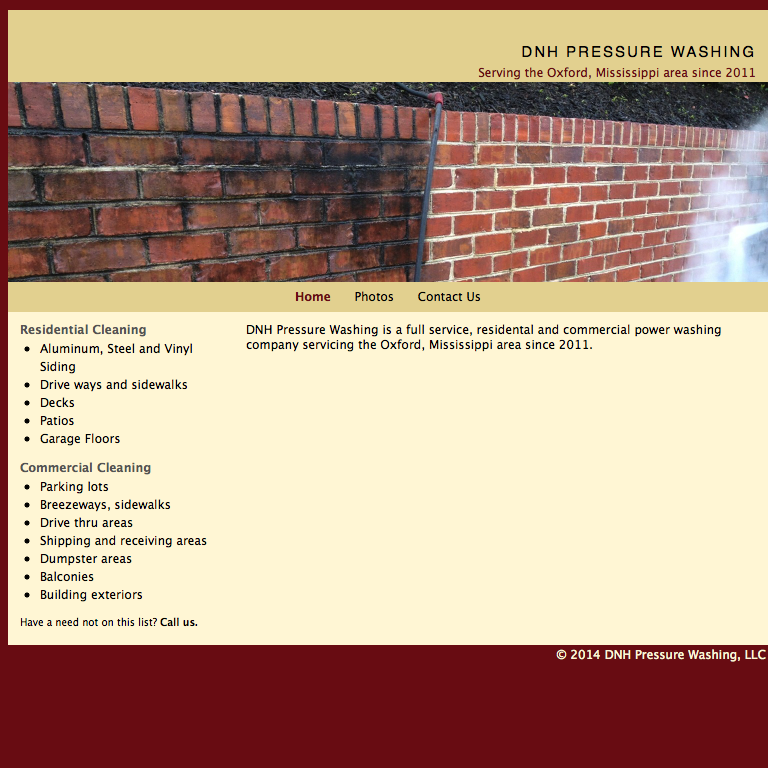 DNH PRESSURE WASHING
Serving the Oxford, Mississippi area since 2011
Home Photos Contact Us
Residential Cleaning
Aluminum, Steel and Vinyl
Siding
Drive ways and sidewalks
Decks
Patios
Garage Floors
Commercial Cleaning
Parking lots
Breezeways, sidewalks
Drive thru areas
Shipping and receiving areas
Dumpster areas
Balconies
Building exteriors
Have a need not on this list? Call us.
DNH Pressure Washing is a full service, residental and commercial power washing
company servicing the Oxford, Mississippi area since 2011.
© 2014 DNH Pressure Washing, LLC